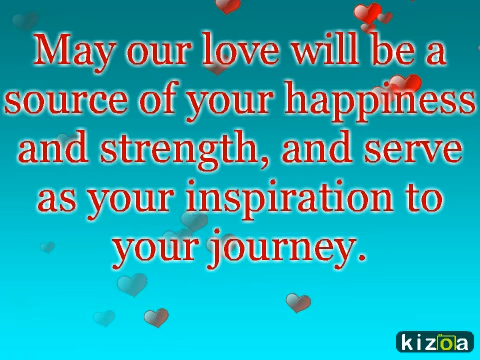 May our love will be a
source of your happiness
and strength, and serve
as your inspiration to
your journey.
kizoa